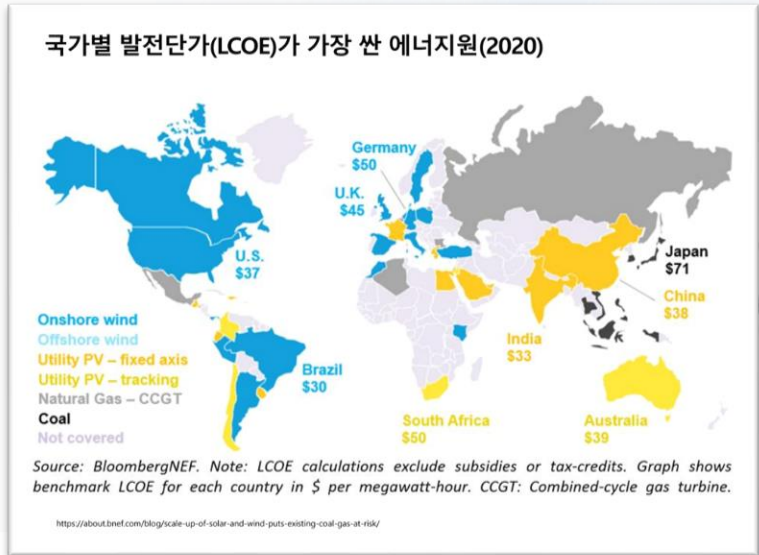 국가별 발전단가(LCOE)가 가장 싼 에너지원(2020)
Germany
$50
U.K.
$45
U.S.
$37
Japan
$71
China
$38
India
$33
Brazil
$30
South Africa
$50
Australia
$39
Onshore wind
Offshore wind
Utility PV – fixed axis
Utility PV – tracking
Natural Gas – CCGT
Coal
Not covered
Source: BloombergNEF. Note: LCOE calculations exclude subsidies or tax-credits. Graph shows
benchmark LCOE for each country in $ per megawatt-hour. CCGT: Combined-cycle gas turbine.
https://about.bnef.com/blog/scale-up-of-solar-and-wind-puts-existing-coal-gas-at-risk/